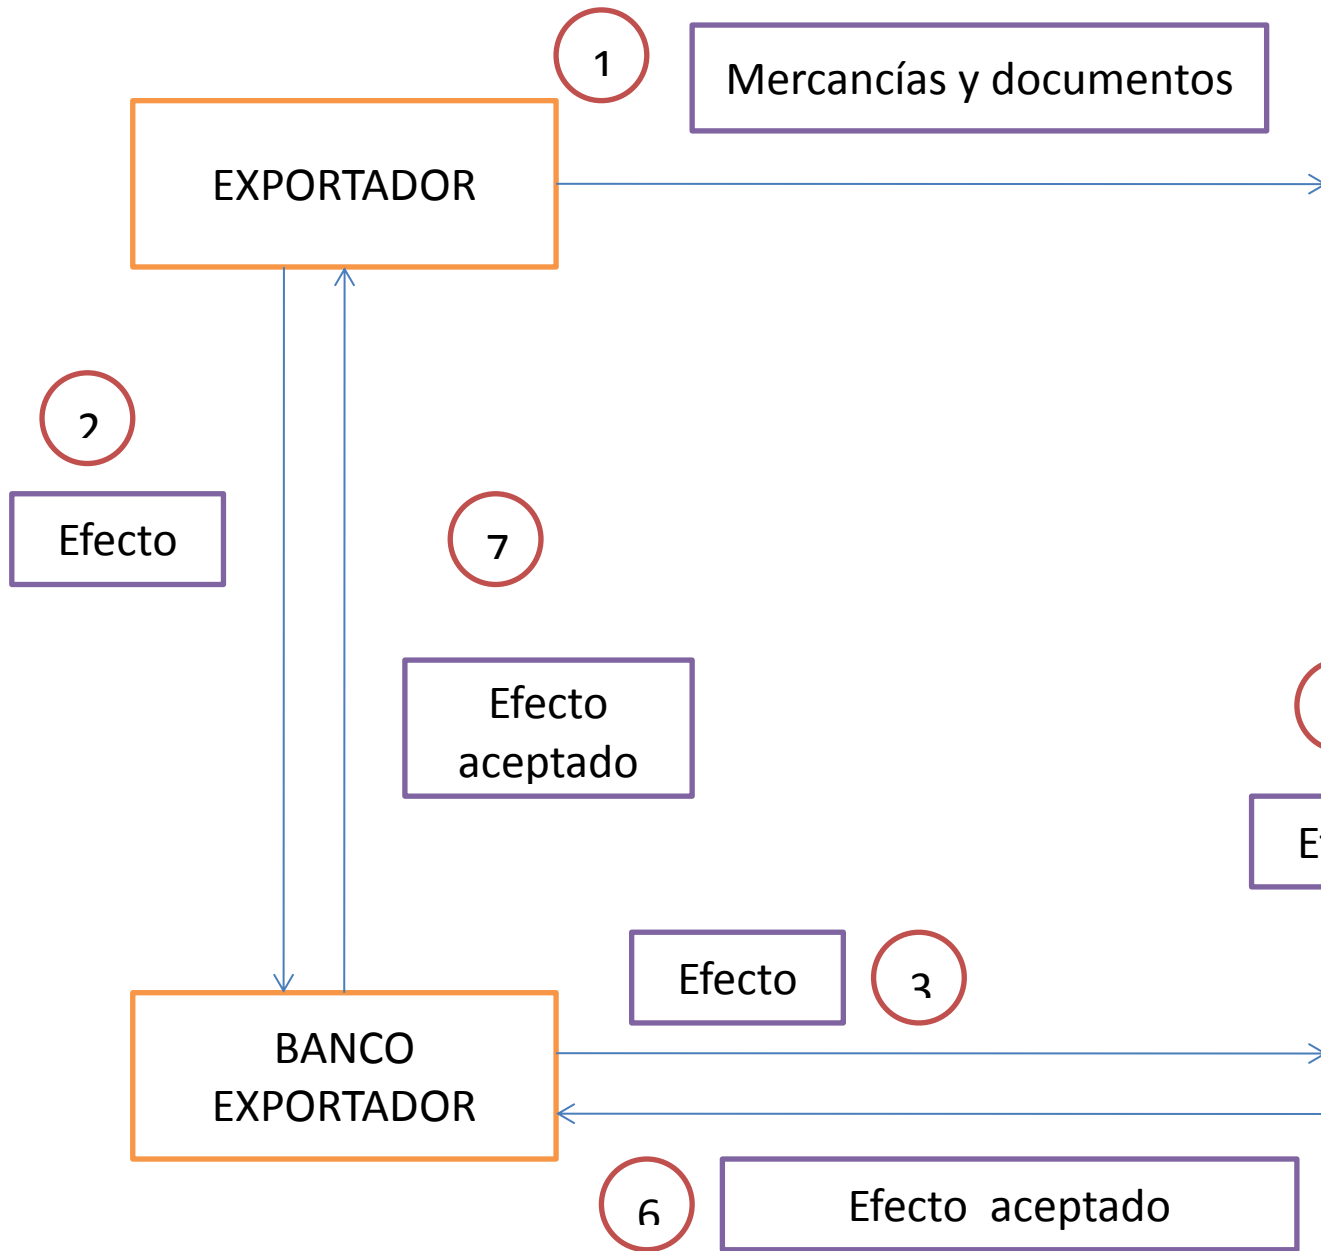 1
Mercancías y documentos
EXPORTADOR
2
Efecto
7
Efecto
aceptado
Efecto
3
BANCO
EXPORTADOR
6
Efecto aceptado